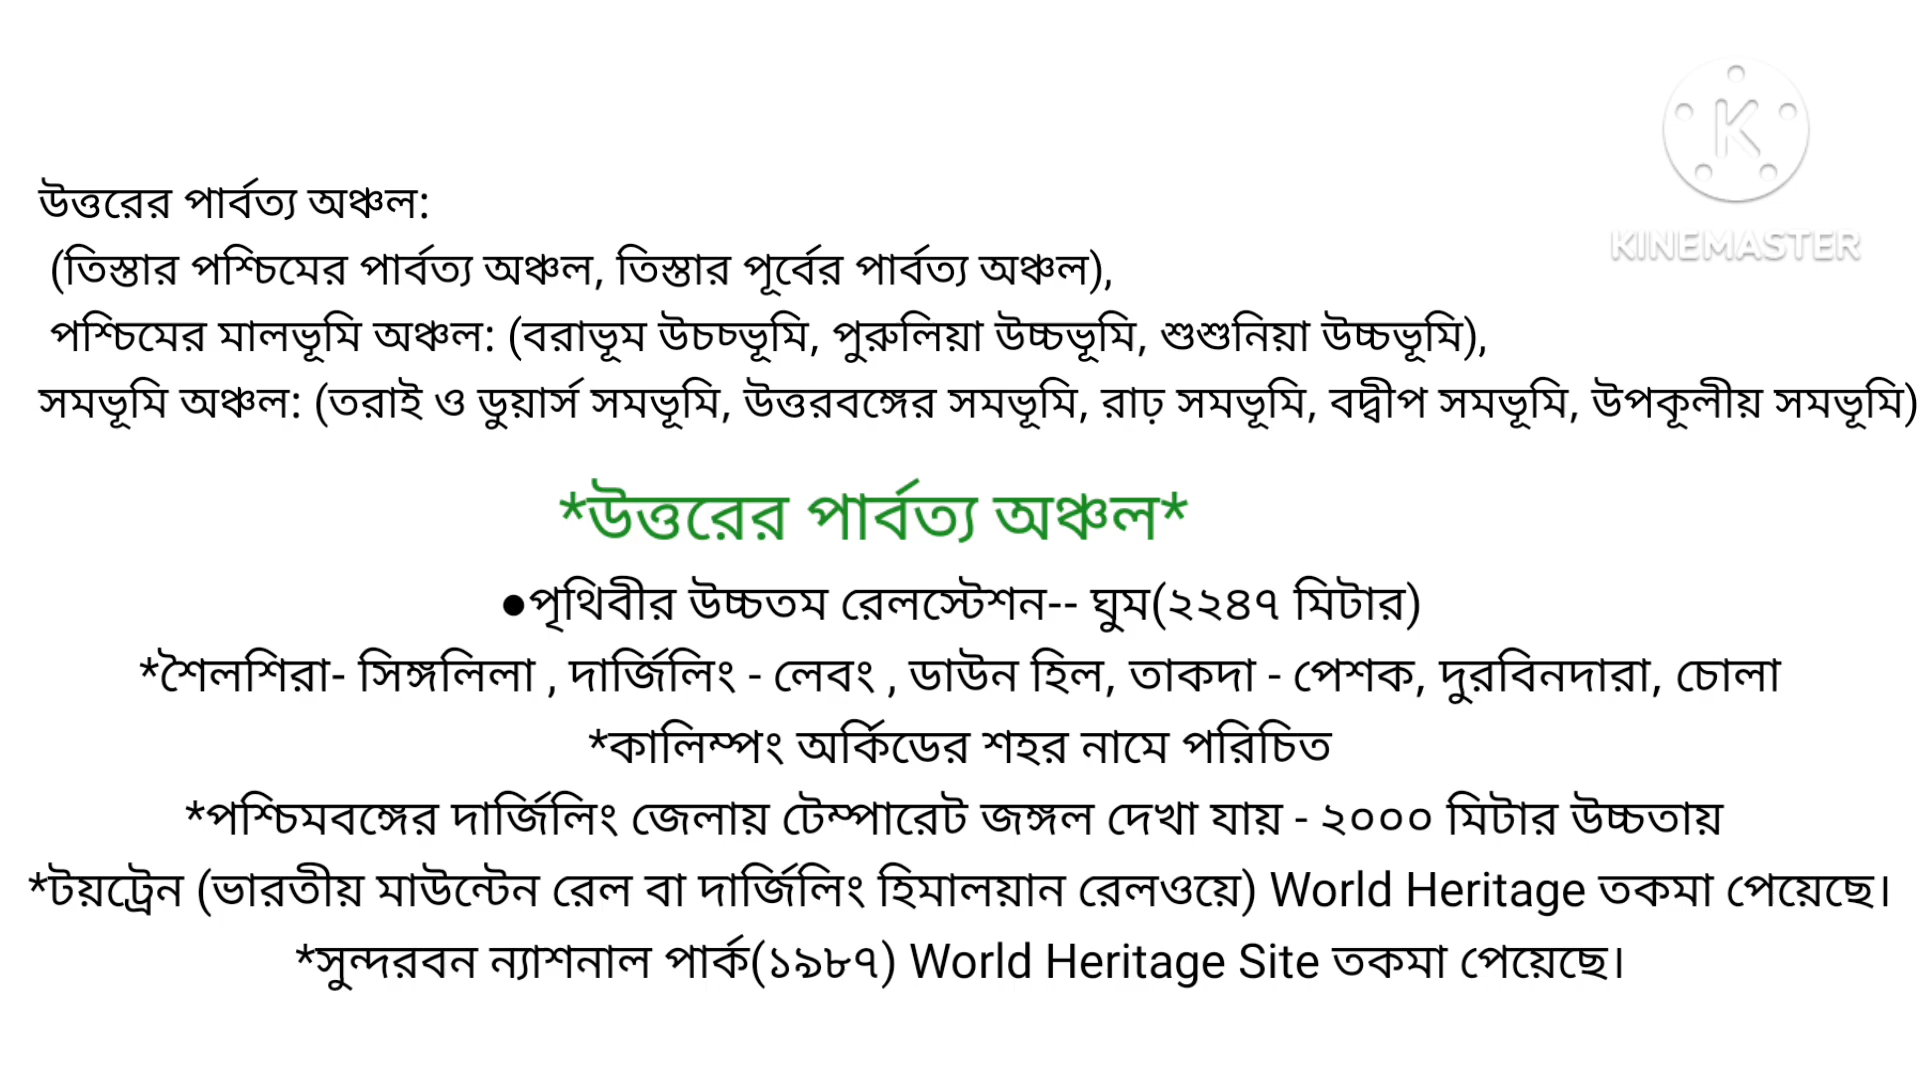 K
KINEMASTER
উত্তরের পার্বত্য অঞ্চল:
(তিস্তার পশ্চিমের পার্বত্য অঞ্চল, তিস্তার পূর্বের পার্বত্য অঞ্চল),
পশ্চিমের মালভূমি অঞ্চল: (বরাভূম উচচভূমি, পুরুলিয়া উচ্চভূমি, শুশুনিয়া উচ্চভূমি),
সমভূমি অঞ্চল: (তরাই ও ডুয়ার্স সমভূমি, উত্তরবঙ্গের সমভূমি, রাঢ় সমভূমি, বদ্বীপ সমভূমি, উপকূলীয় সমভূমি)
*উত্তরের পার্বত্য অঞ্চল*
●পৃথিবীর উচ্চতম রেলস্টেশন-- ঘুম(২২৪৭ মিটার)
*শৈলশিরা- সিঙ্গলিলা , দার্জিলিং - লেবং , ডাউন হিল, তাকদা - পেশক, দুরবিনদারা, চোলা
*কালিম্পং অর্কিডের শহর নামে পরিচিত
*পশ্চিমবঙ্গের দার্জিলিং জেলায় টেম্পারেট জঙ্গল দেখা যায় - ২০০০ মিটার উচ্চতায়
*টয়ট্রেন (ভারতীয় মাউন্টেন রেল বা দার্জিলিং হিমালয়ান রেলওয়ে) World Heritage তকমা পেয়েছে।
*সুন্দরবন ন্যাশনাল পার্ক(১৯৮৭) World Heritage Site তকমা পেয়েছে।